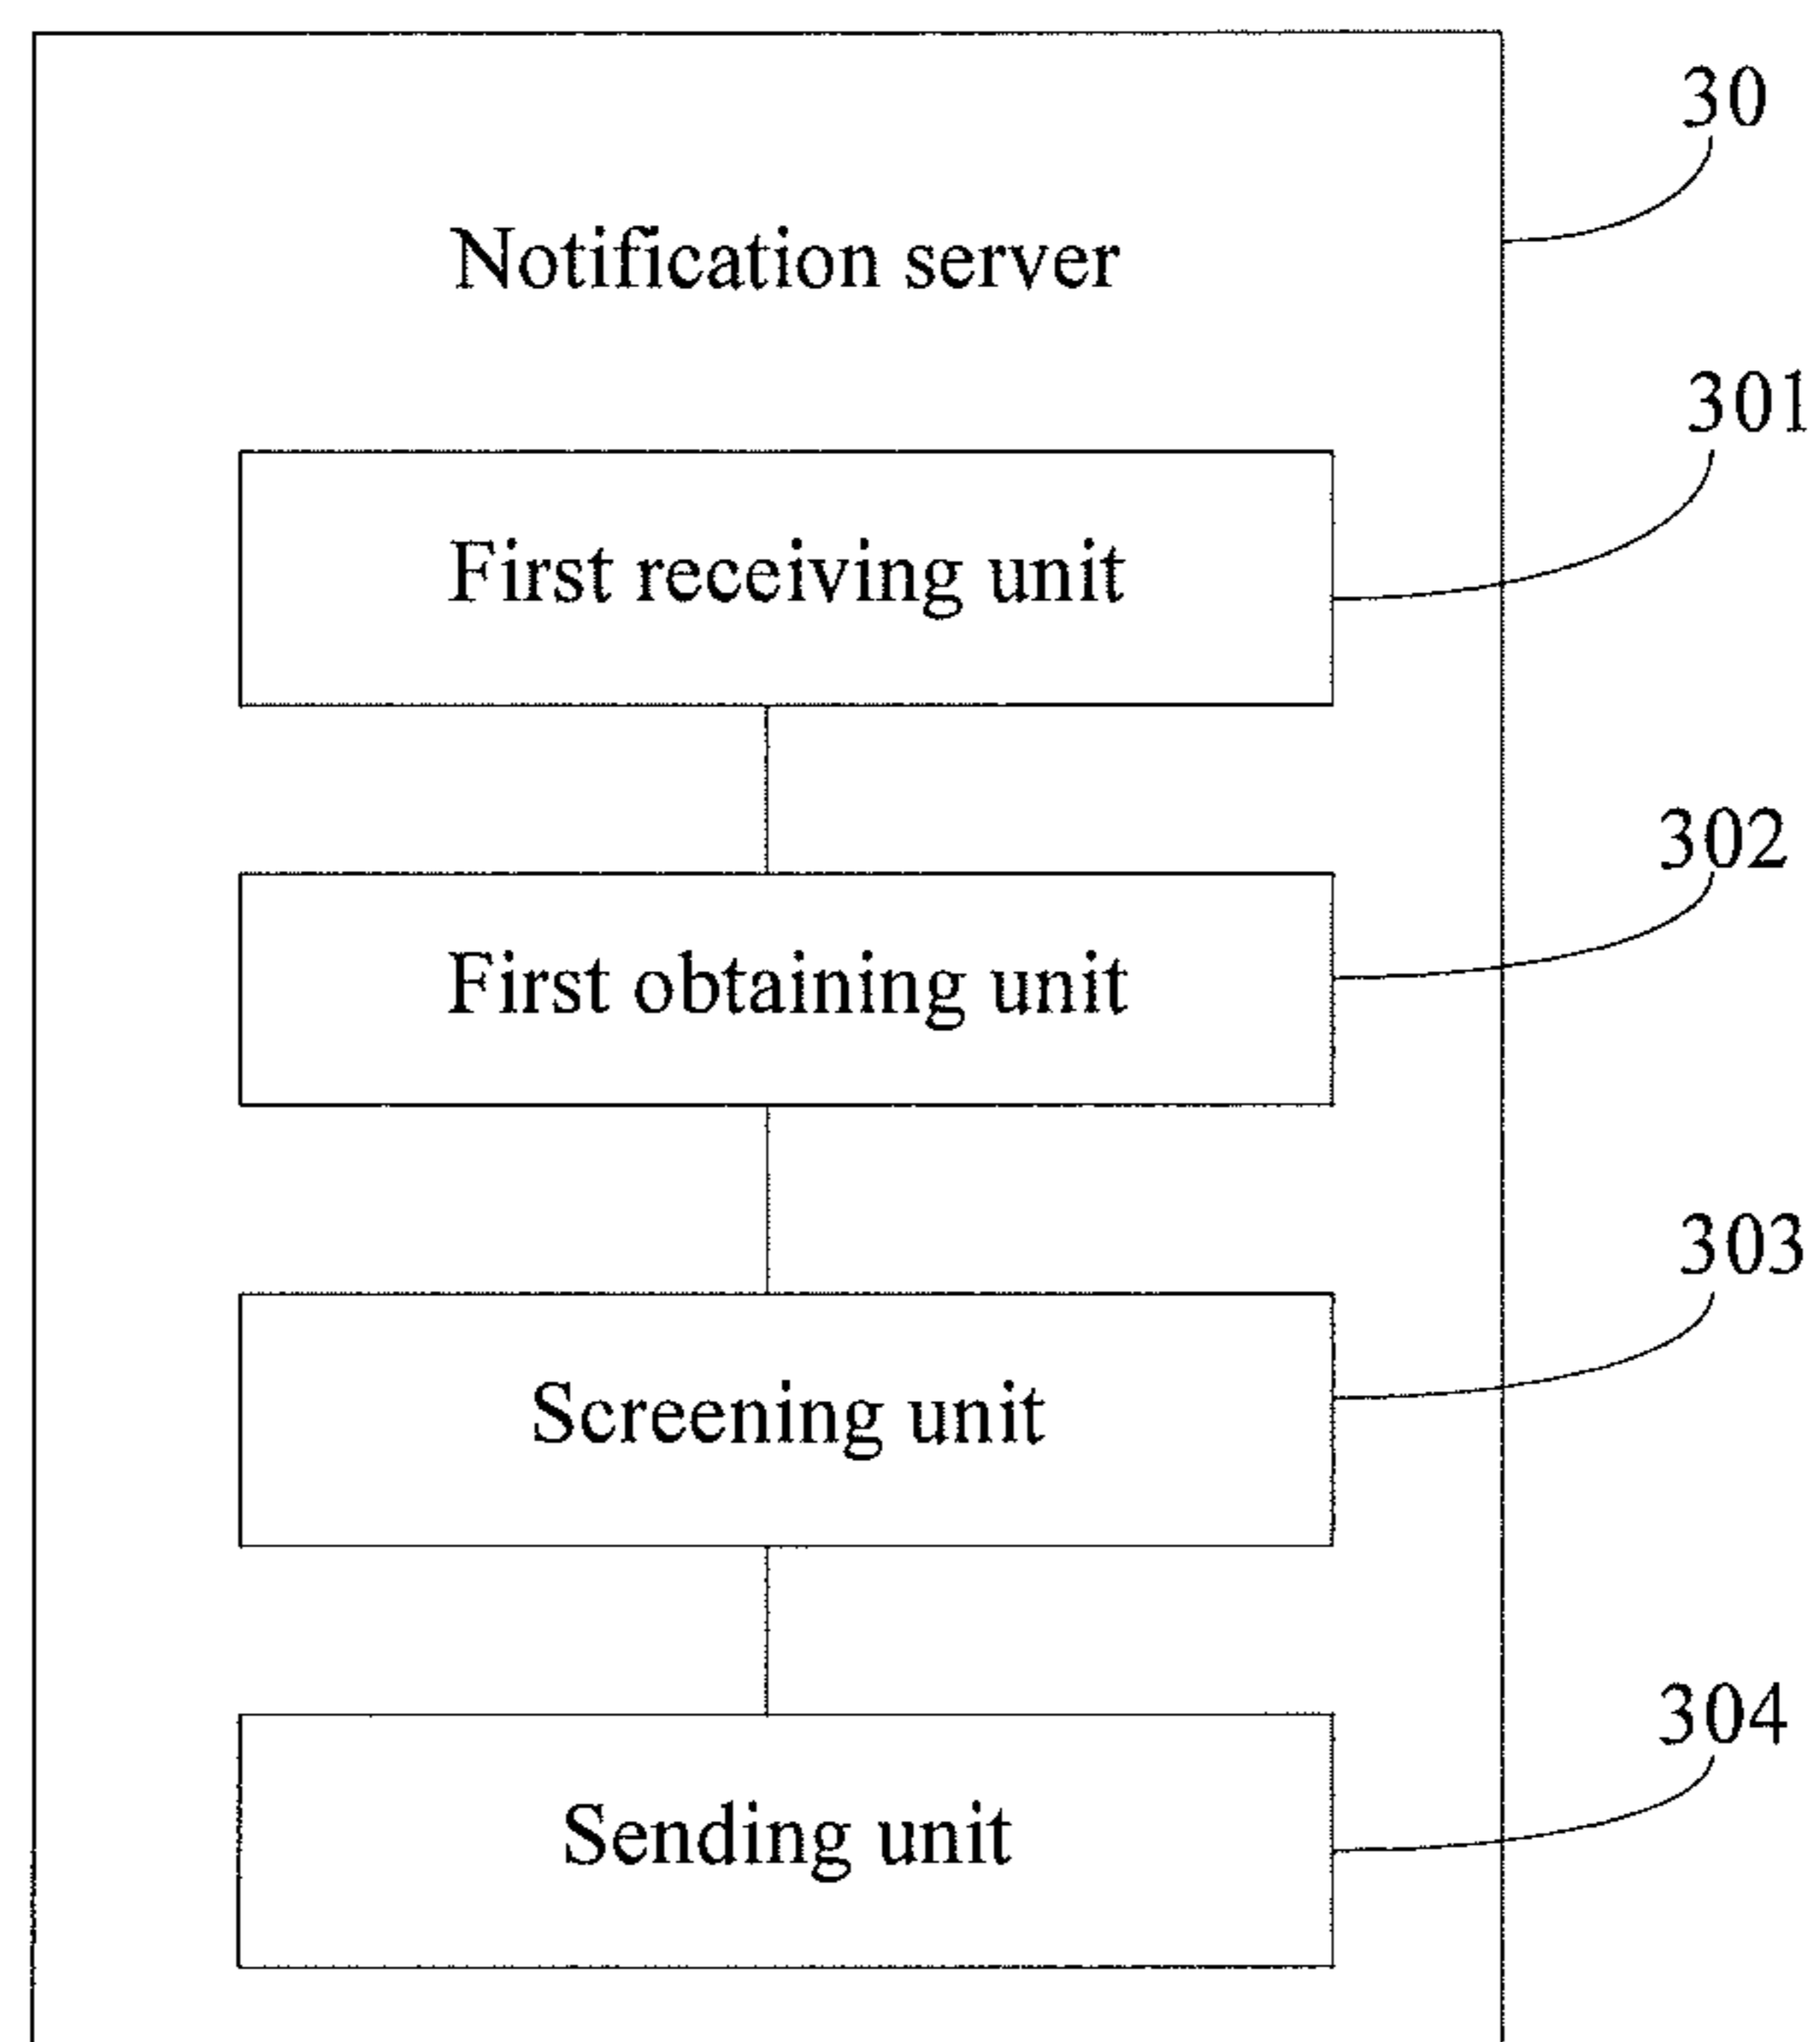 30
Notification server
301
First receiving unit
302
First obtaining unit
303
Screening unit
304
Sending unit